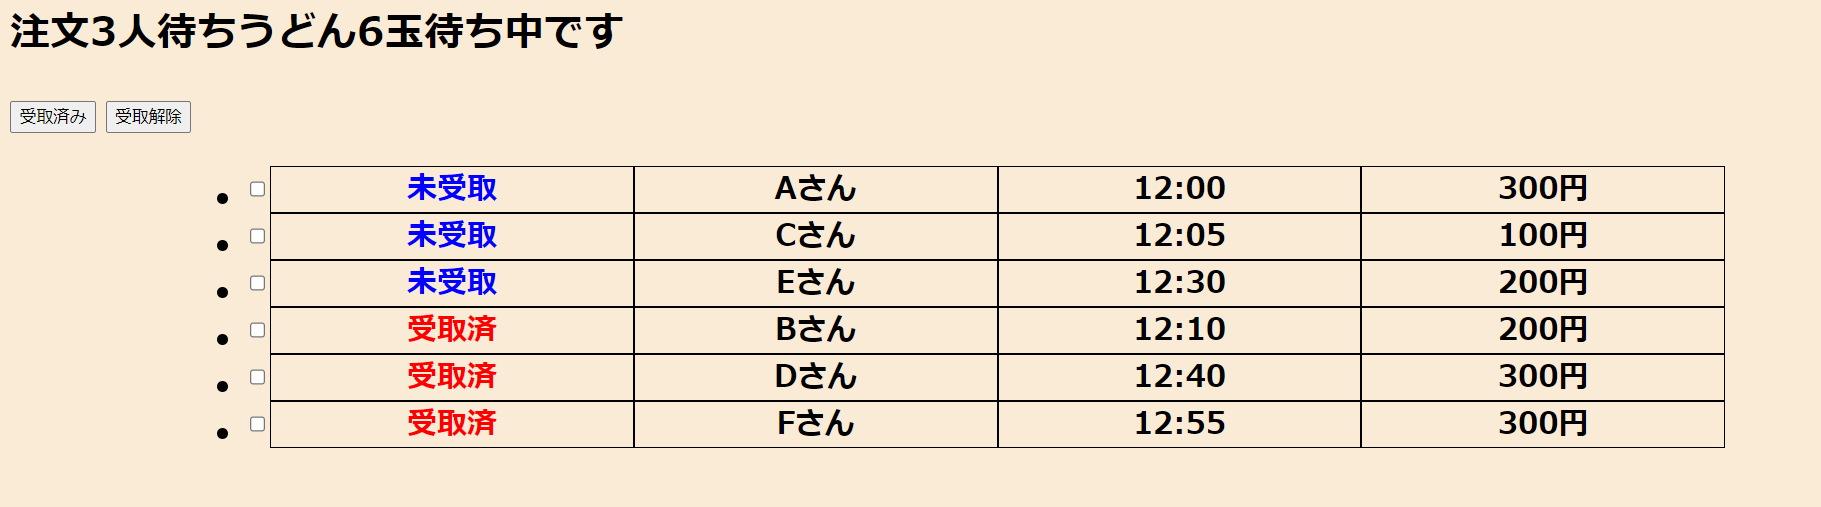 注文3人待ちうどん6玉待ち中です
受取済み 受取解除
未受取 Aさん 12:00 300円
未受取 Cさん 12:05 100円
未受取 Eさん 12:30 200円
受取済 Bさん 12:10 200円
受取済 Dさん 12:40 300円
受取済 Fさん 12:55 300円